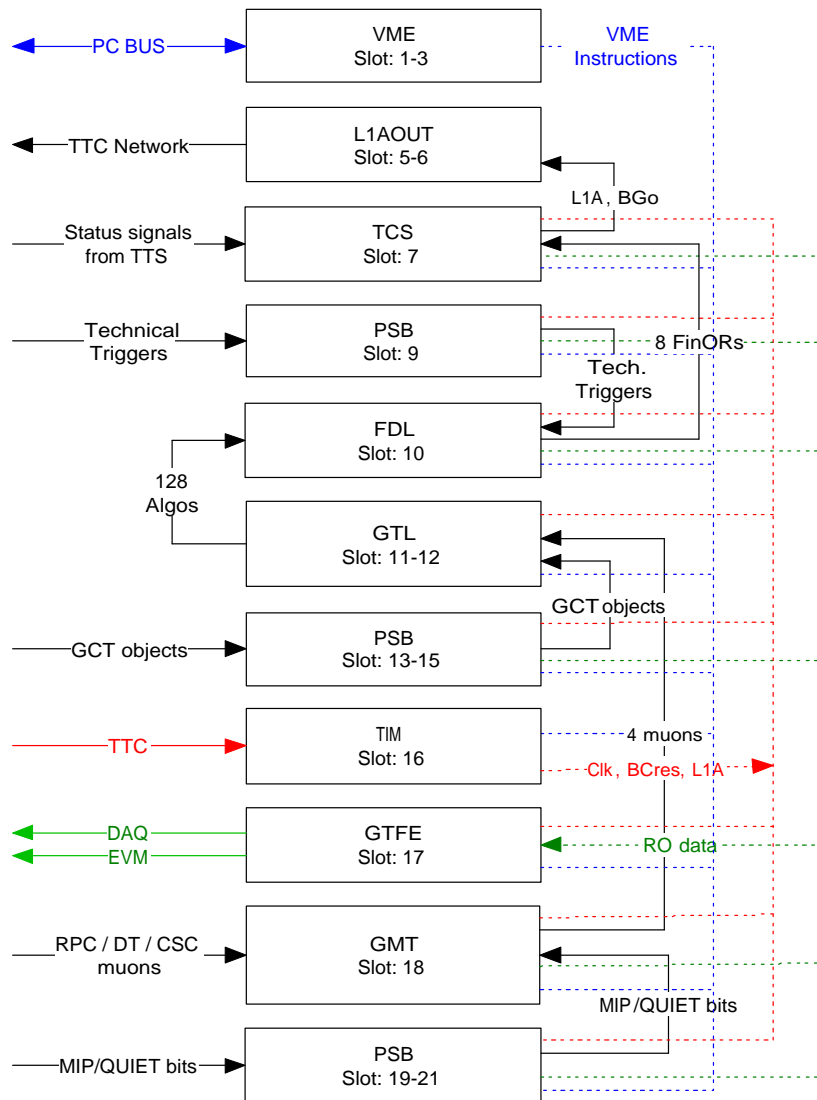 PC BUS
VME
Slot: 1-3
VME
Instructions
TTC Network
L1AOUT
Slot: 5-6
L1A, BGo
Status signals
from TTS
TCS
Slot: 7
Technical
Triggers
PSB
Slot: 9
8 FinORs
Tech.
Triggers
FDL
Slot: 10
128
Algos
GTL
Slot: 11-12
GCT objects
GCT objects
PSB
Slot: 13-15
TTC
TIM
Slot: 16
4 muons
Clk, BCres, L1A
DAQ
EVM
GTFE
Slot: 17
RO data
RPC / DT / CSC
muons
GMT
Slot: 18
MIP/QUIET bits
MIP/QUIET bits
PSB
Slot: 19-21